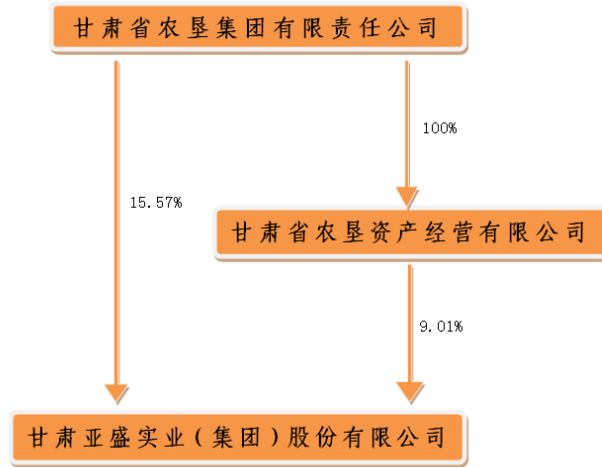 甘肃省农垦集团有限责任公司
100%
15.57%
甘肃省农垦资产经营有限公司
9.01%
甘肃亚盛实业(集团)股份有限公司